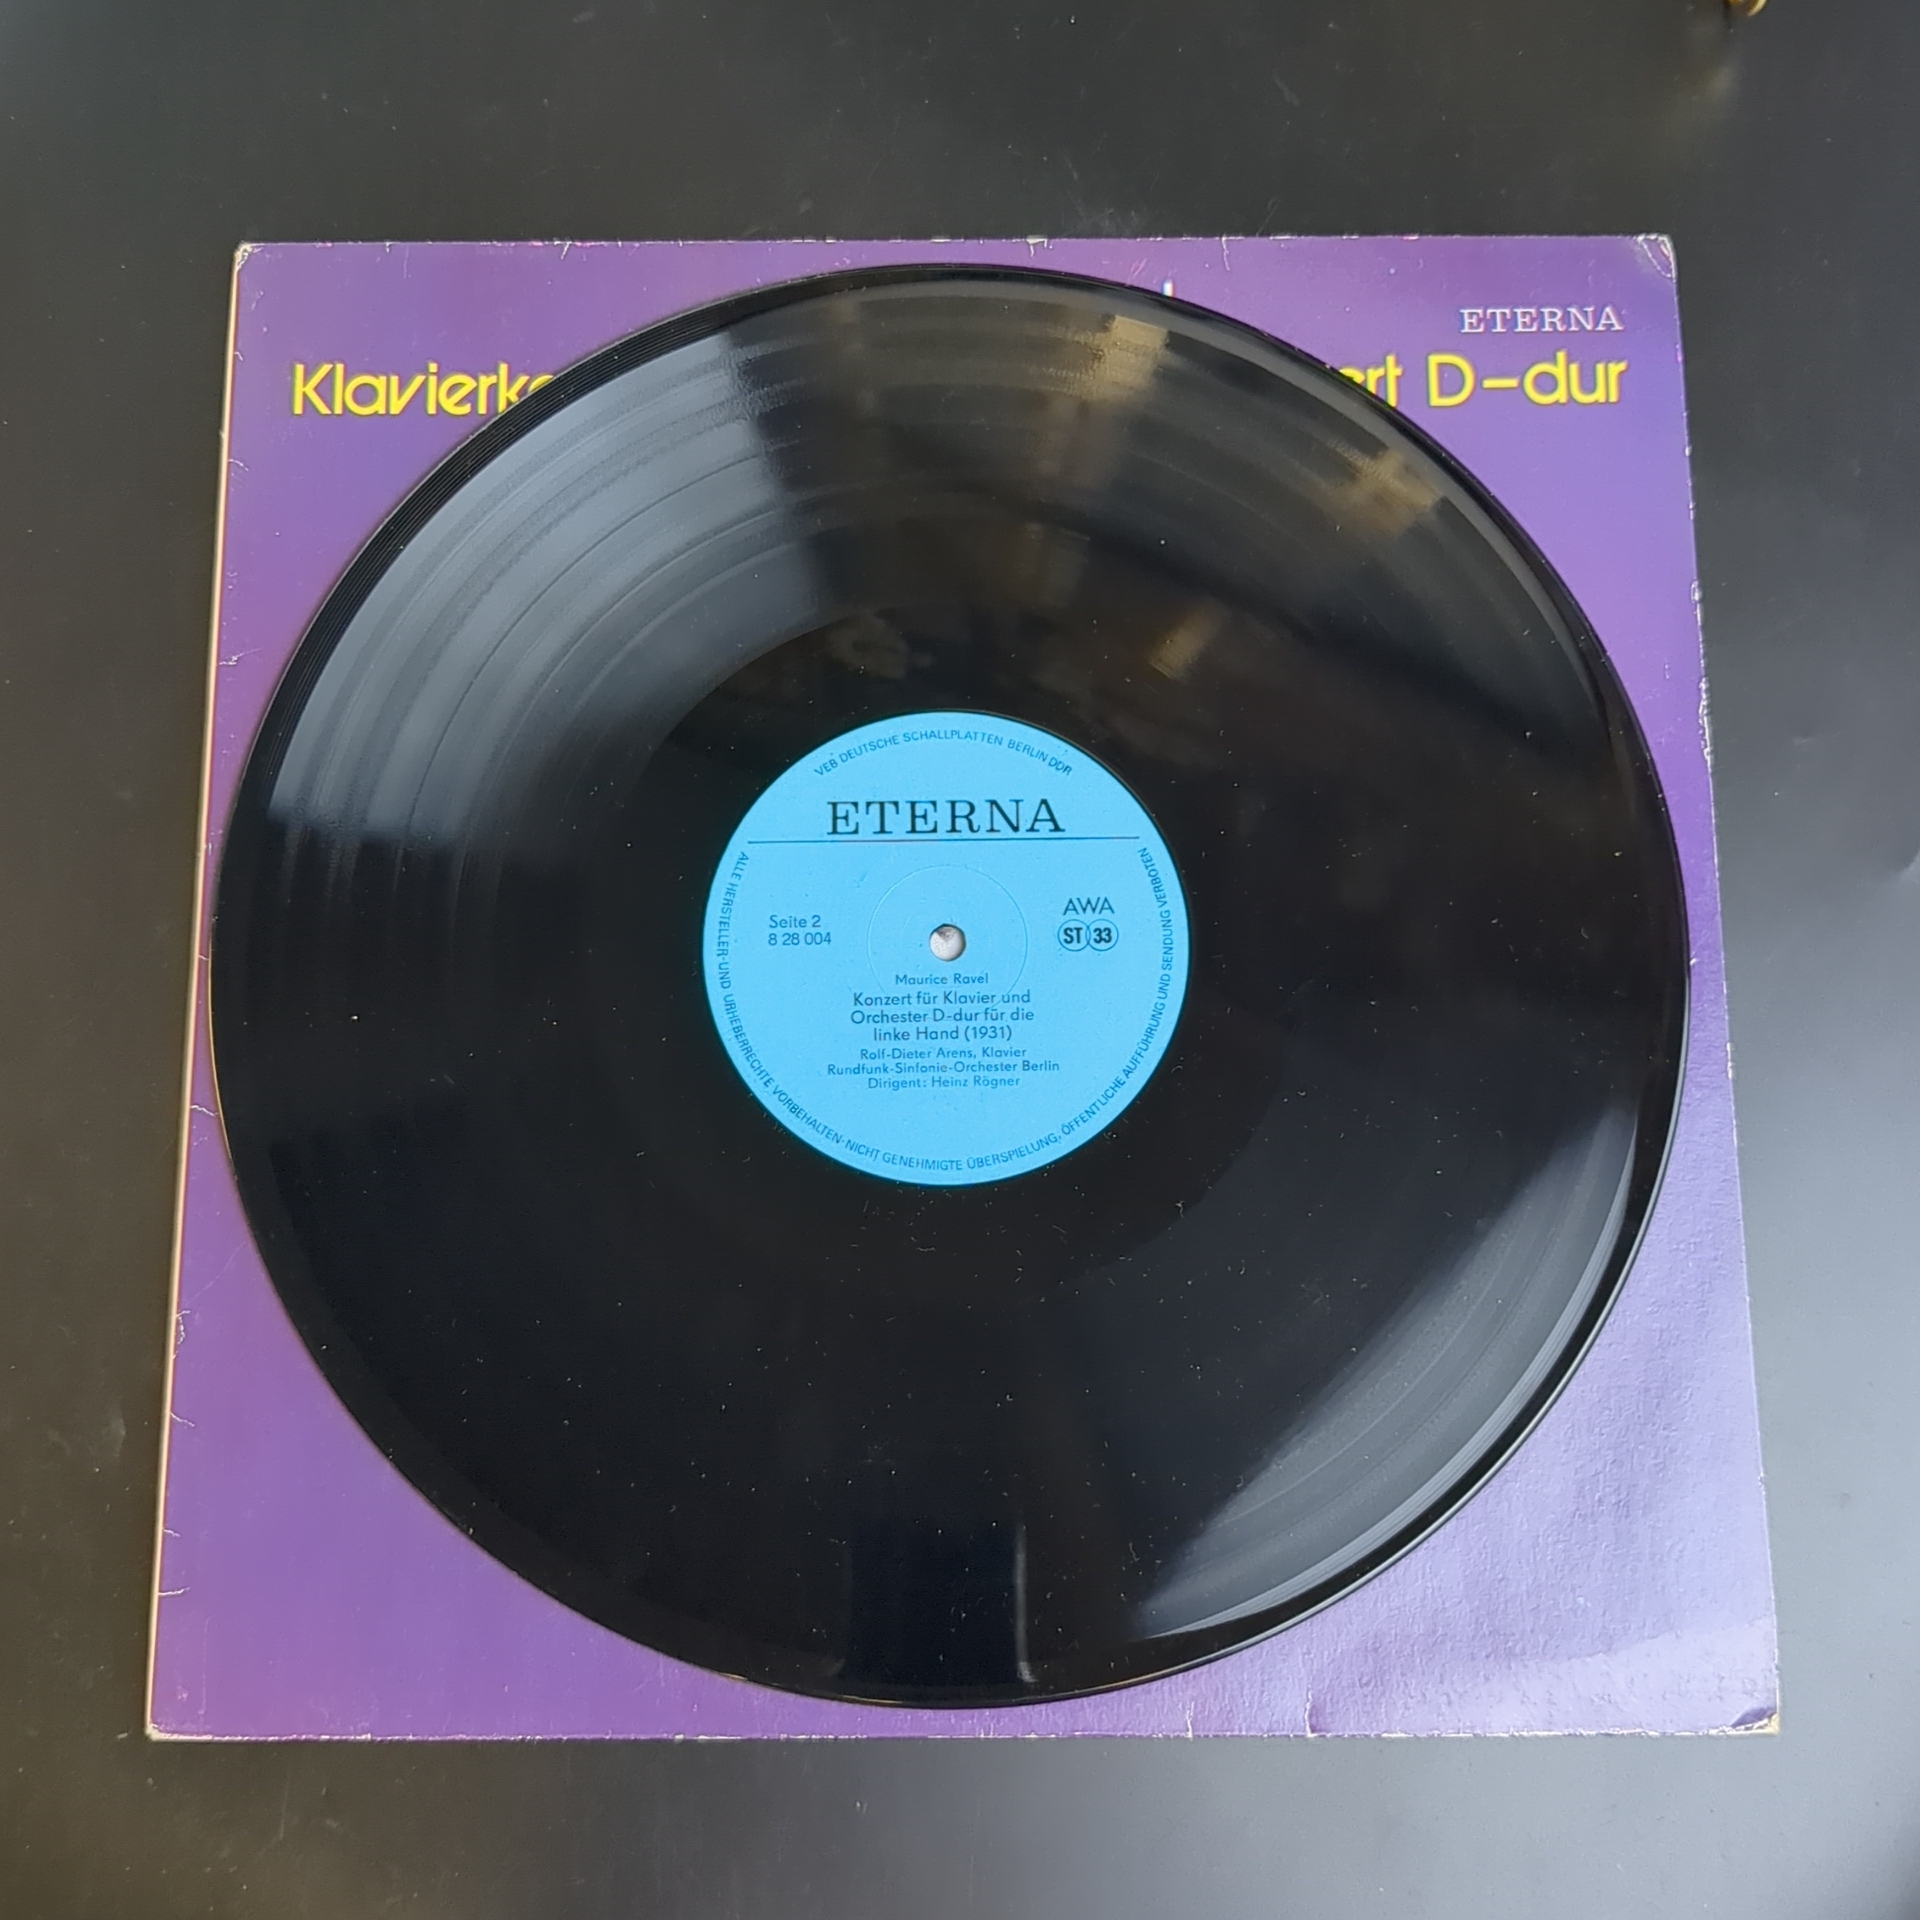 ETERNA
Klavierk
ert D-dur
VEB DEUTSCHE SCHALLPLATTEN BERLIN DDR
ETERNA
Seite 2
8 28 004
AWA
ST 33
Maurice Ravel
Konzert für Klavier und
Orchester D-dur für die
linke Hand (1931)
Rolf-Dieter Arens, Klavier
Rundfunk-Sinfonie-Orchester Berlin
Dirigent: Heinz Rögner
ALLE HERSTELLER-UND URHEBERRECHTE VORBEHALTEN·NICHT GENEHMIGTE ÜBERSPIELUNG, ÖFFENTLICHE AUFFÜHRUNG UND SENDUNG VERBOTEN